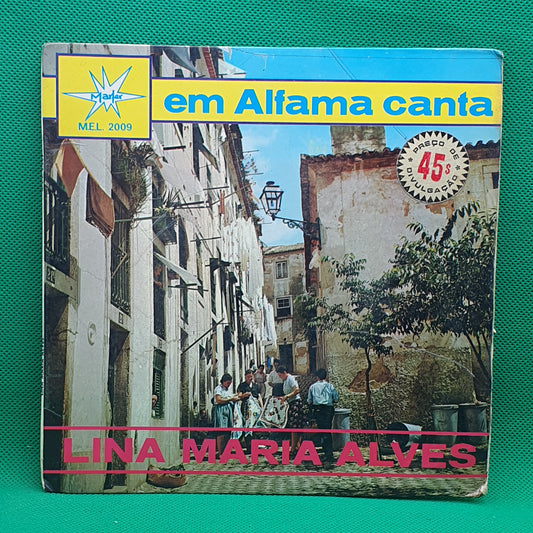 Marfer
MEL. 2009
em Alfama canta
PREÇO DE
45$
DIVULGAÇÃO
LINA MARIA ALVES